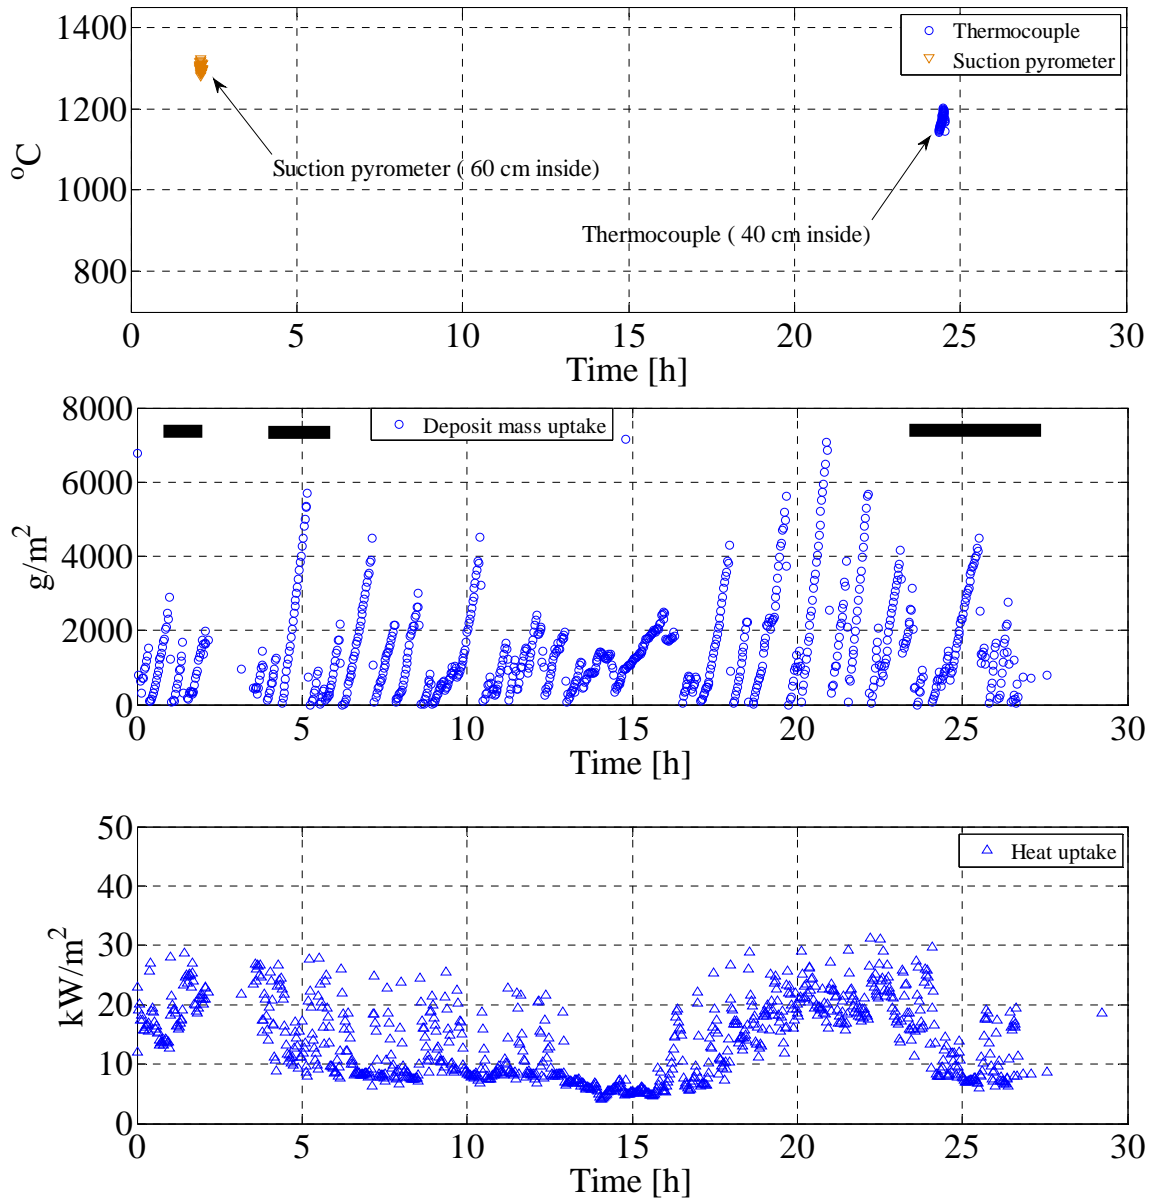 1400
1200
1000
800
°C
Thermocouple
Suction pyrometer
Suction pyrometer ( 60 cm inside)
Thermocouple ( 40 cm inside)
0 5 10 15 20 25 30
Time [h]
8000
6000
4000
2000
0
g/m2
Deposit mass uptake
0 5 10 15 20 25 30
Time [h]
50
40
30
20
10
0
kW/m2
Heat uptake
0 5 10 15 20 25 30
Time [h]